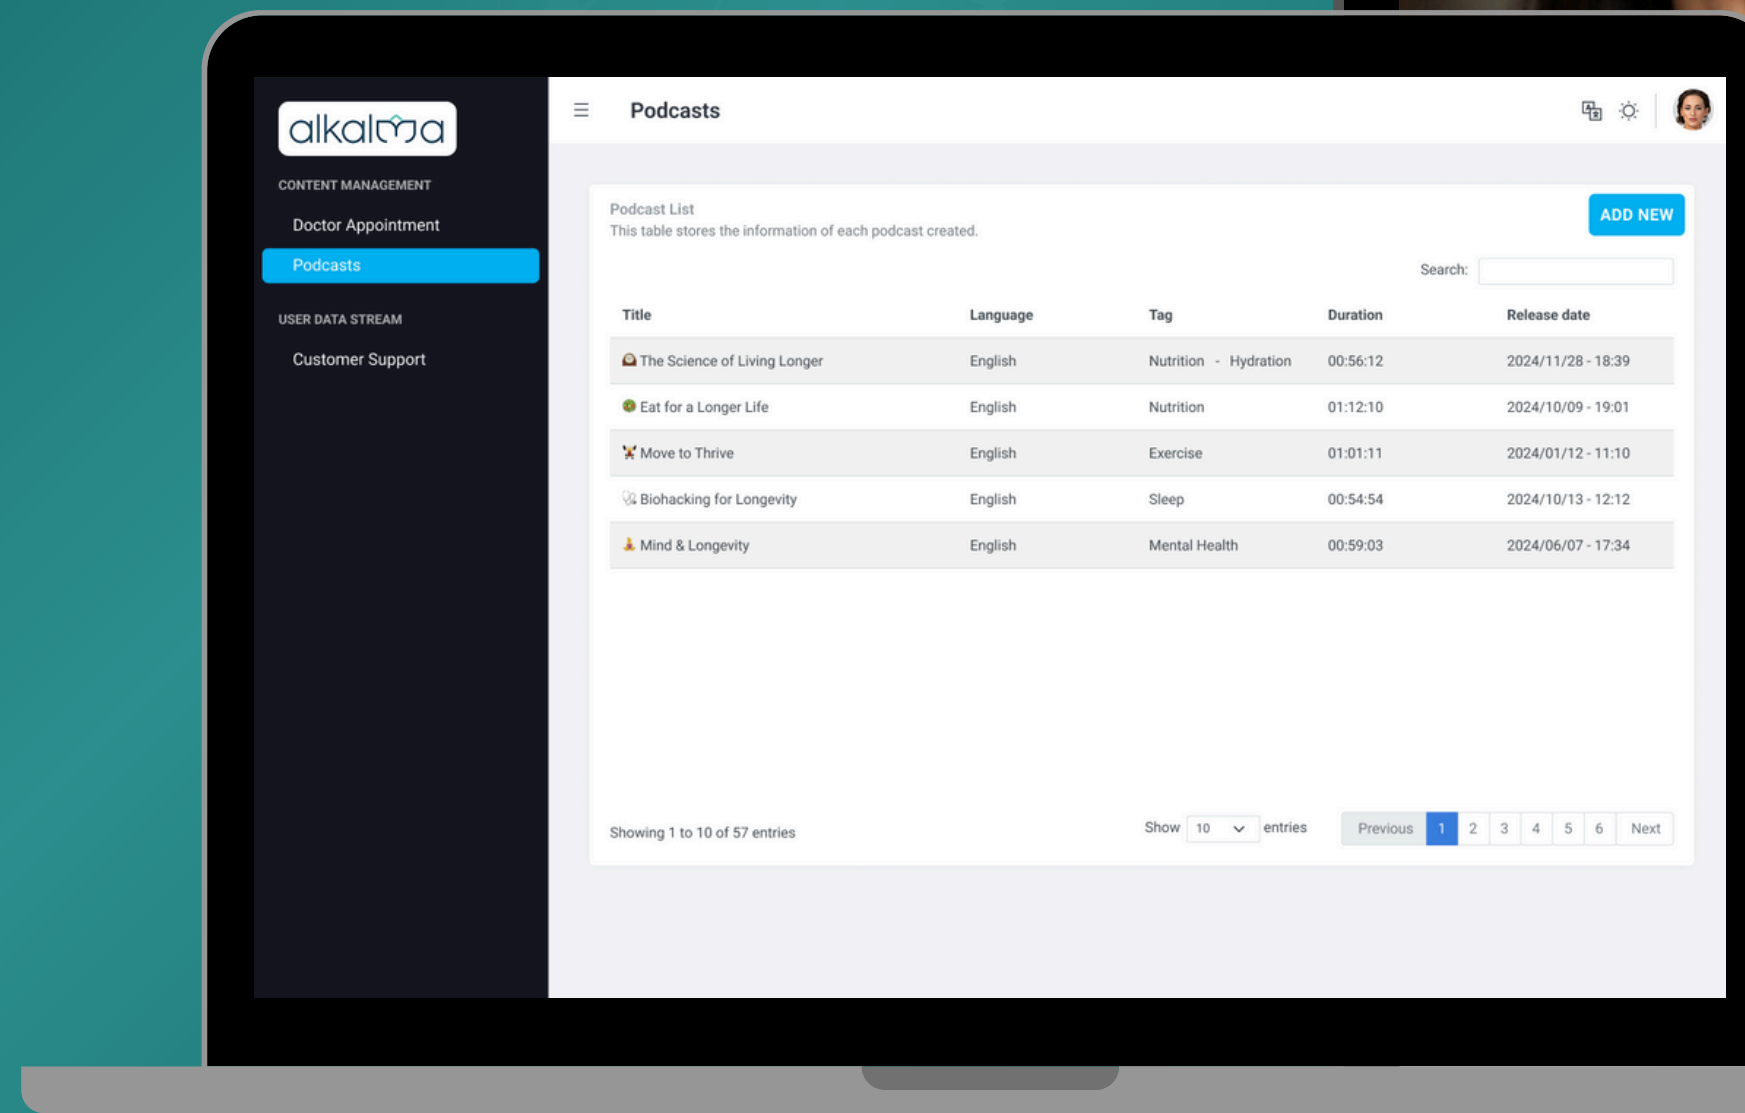 alkalma
CONTENT MANAGEMENT
Doctor Appointment
Podcasts
USER DATA STREAM
Customer Support
Podcasts
Podcast List
This table stores the information of each podcast created.
ADD NEW
Search:
Title Language Tag Duration Release date
The Science of Living Longer English Nutrition - Hydration 00:56:12 2024/11/28 - 18:39
Eat for a Longer Life English Nutrition 01:12:10 2024/10/09 - 19:01
Move to Thrive English Exercise 01:01:11 2024/01/12 - 11:10
Biohacking for Longevity English Sleep 00:54:54 2024/10/13 - 12:12
Mind & Longevity English Mental Health 00:59:03 2024/06/07 - 17:34
Showing 1 to 10 of 57 entries Show 10 entries Previous 1 2 3 4 5 6 Next